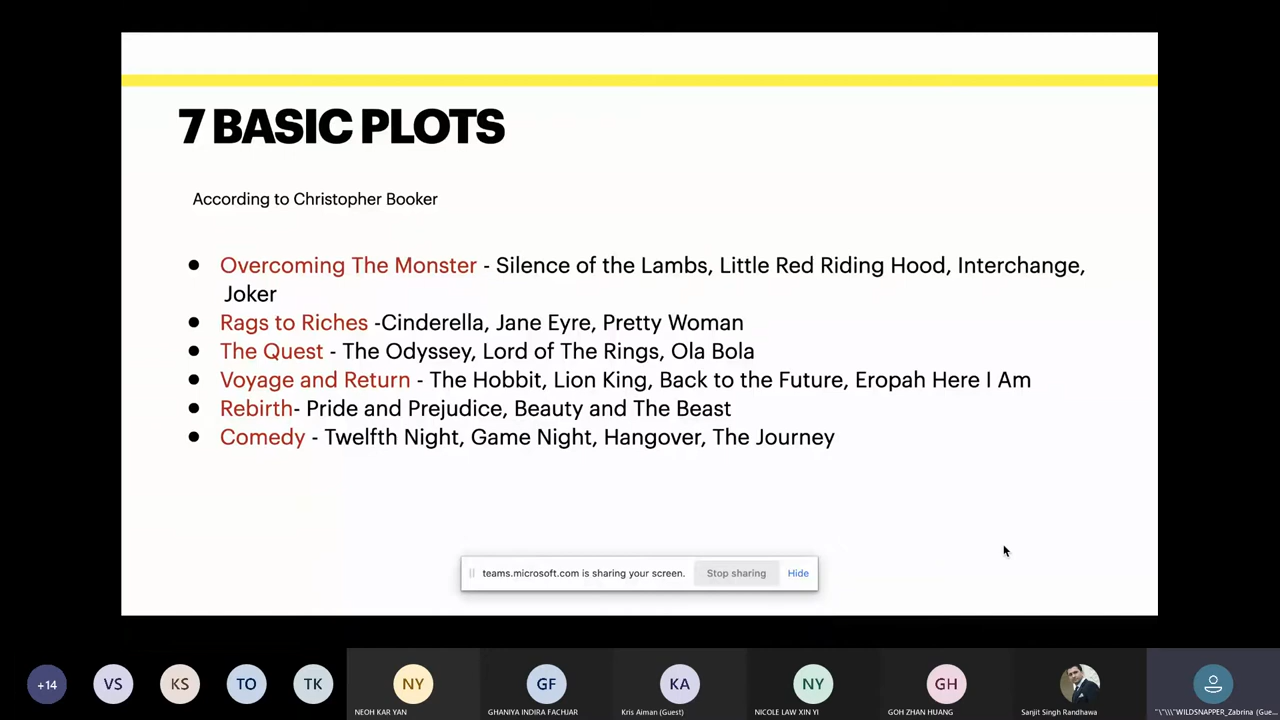 7 BASIC PLOTS
According to Christopher Booker
● Overcoming The Monster - Silence of the Lambs, Little Red Riding Hood, Interchange,
Joker
● Rags to Riches -Cinderella, Jane Eyre, Pretty Woman
● The Quest - The Odyssey, Lord of The Rings, Ola Bola
● Voyage and Return - The Hobbit, Lion King, Back to the Future, Eropah Here I Am
● Rebirth- Pride and Prejudice, Beauty and The Beast
● Comedy - Twelfth Night, Game Night, Hangover, The Journey
teams.microsoft.com is sharing your screen. Stop sharing Hide
+14 VS KS TO TK NY GF KA NY GH
NEOH KAR YAN GHANIYA INDIRA FACHJAR Kris Aiman (Guest) NICOLE LAW XIN YI GOH ZHAN HUANG Sanjit Singh Randhawa "\"\\\"WILDSNAPPER_Zabrina (Gue...